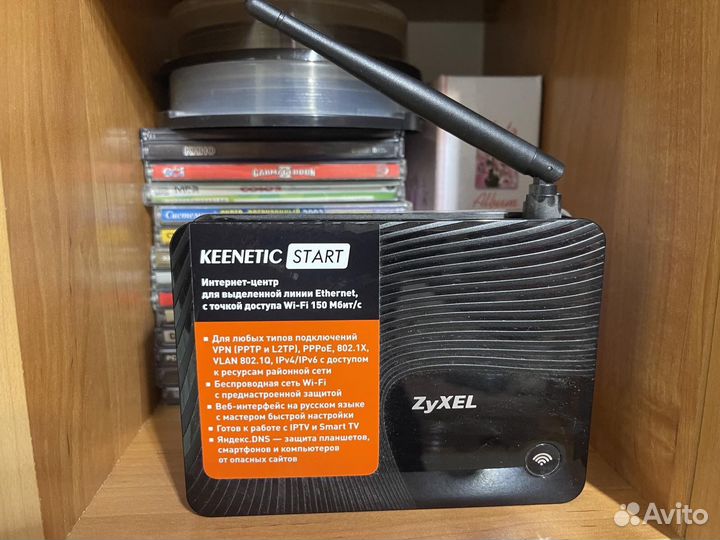 MP3
Album
KEENETIC START
Интернет-центр
для выделенной линии Ethernet,
с точкой доступа Wi-Fi 150 Мбит/с
Для любых типов подключений
VPN (PPTP и L2TP), PPPoE, 802.1X,
VLAN 802.1Q, IPv4/IPv6 с доступом
к ресурсам районной сети
Беспроводная сеть Wi-Fi
с преднастроенной защитой
Веб-интерфейс на русском языке
с мастером быстрой настройки
Готов к работе с IPTV и Smart TV
Яндекс.DNS — защита планшетов,
смартфонов и компьютеров
от опасных сайтов
ZyXEL
Avito